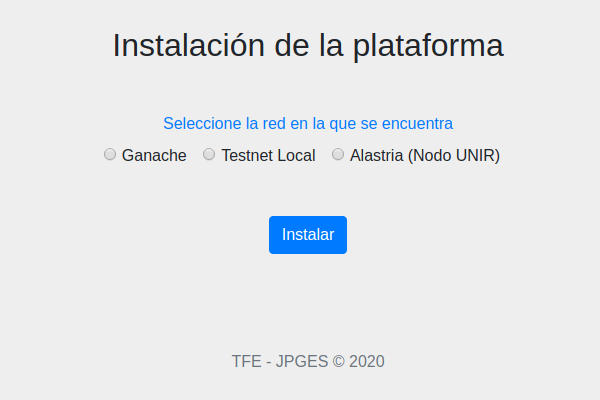 Instalación de la plataforma
Seleccione la red en la que se encuentra
Ganache Testnet Local Alastria (Nodo UNIR)
Instalar
TFE - JPGES © 2020